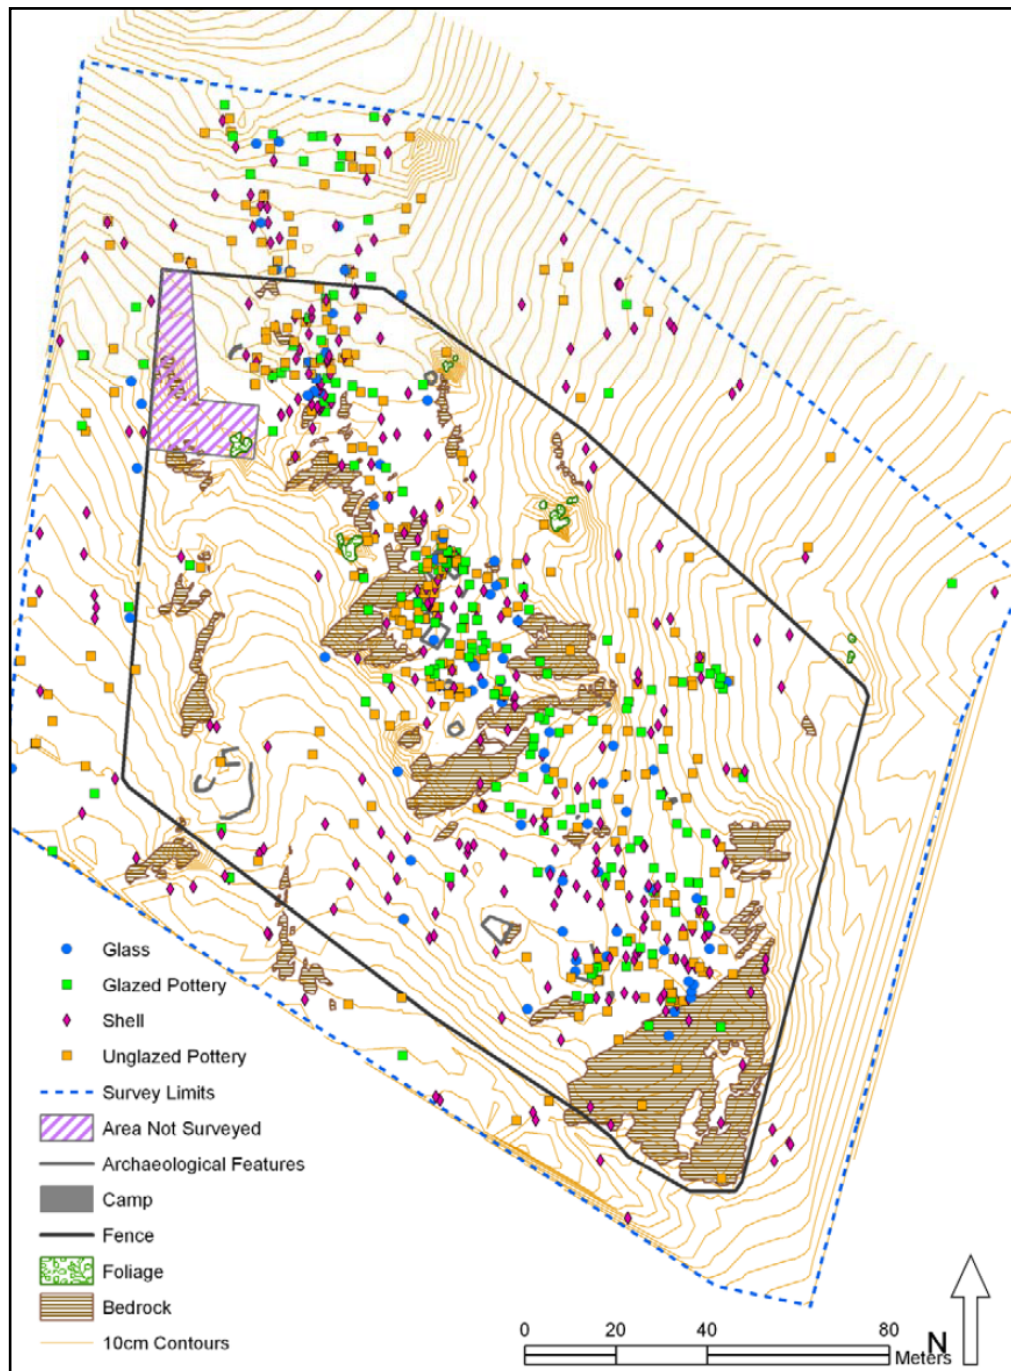 Glass
Glazed Pottery
Shell
Unglazed Pottery
Survey Limits
Area Not Surveyed
Archaeological Features
Camp
Fence
Foliage
Bedrock
10cm Contours
0 20 40 80
Meters
N